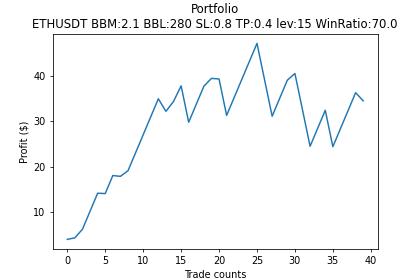 Portfolio
ETHUSDT BBM:2.1 BBL:280 SL:0.8 TP:0.4 lev:15 WinRatio:70.0
40
30
20
10
Profit ($)
0 5 10 15 20 25 30 35 40
Trade counts